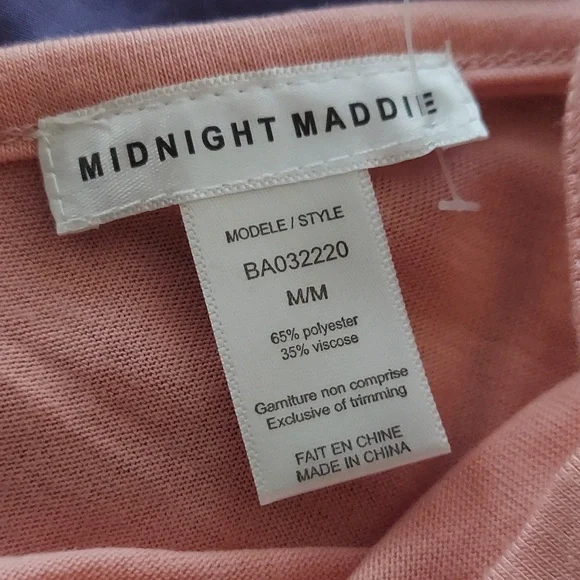 MIDNIGHT MADDIE
MODELE / STYLE
BA032220
M/M
65% polyester
35% viscose
Garniture non comprise
Exclusive of trimming
FAIT EN CHINE
MADE IN CHINA